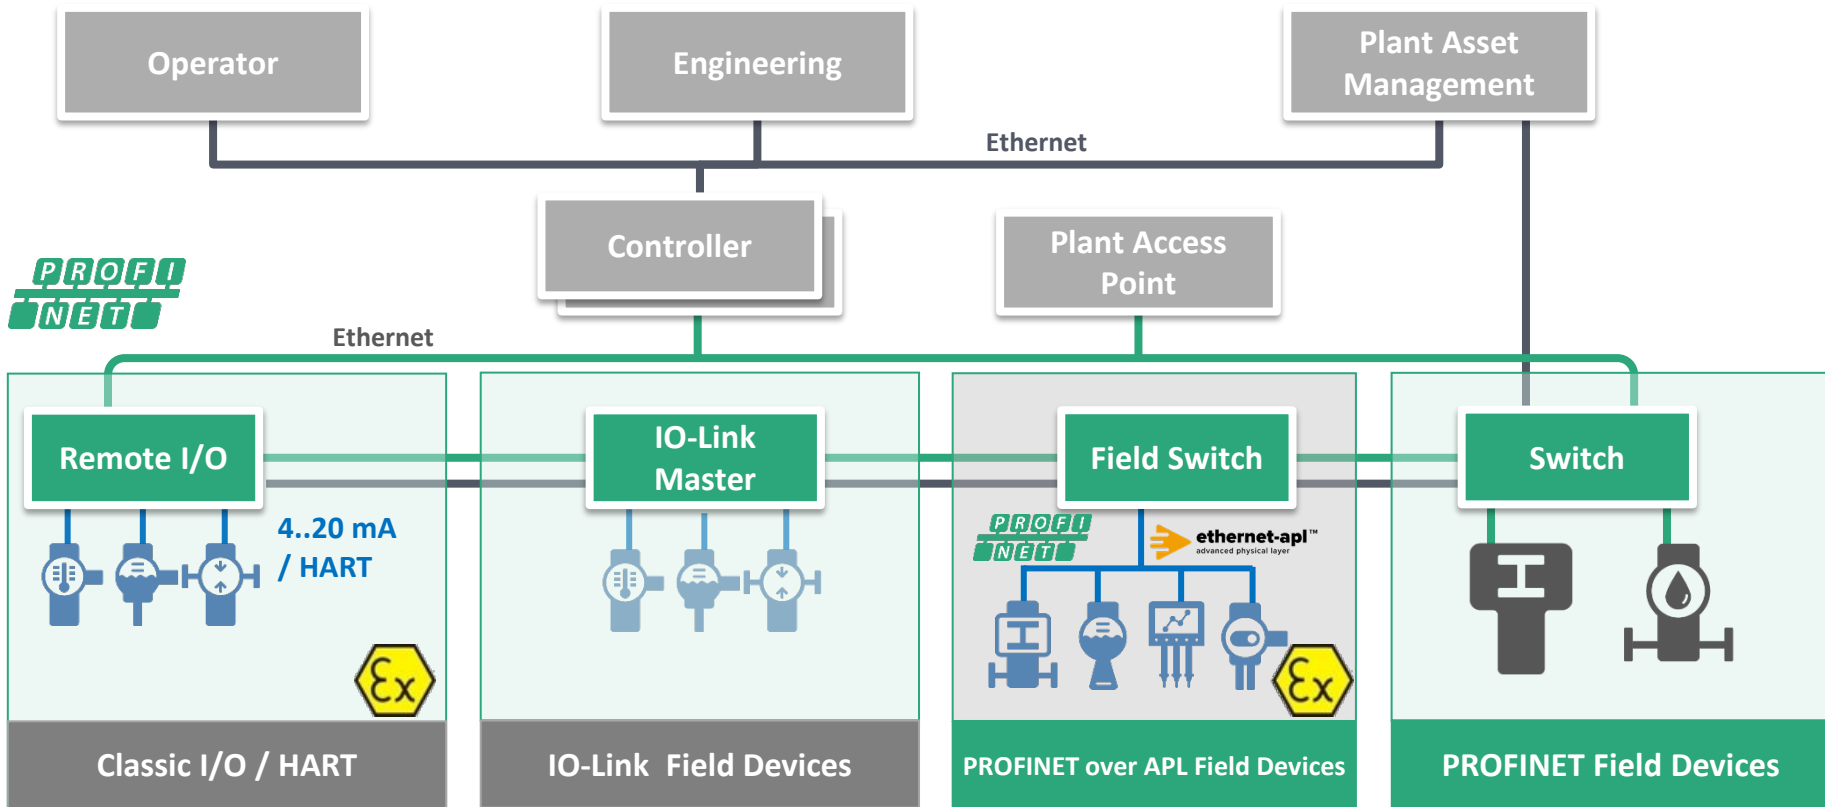 Operator
Engineering
Plant Asset
Management
Ethernet
Controller
Plant Access
Point
PROFI
NET
Ethernet
Remote I/O
IO-Link
Master
Field Switch
Switch
4..20 mA
/ HART
PROFI
NET
ethernet-apl™
advanced physical layer
Ex
Ex
Classic I/O / HART
IO-Link Field Devices
PROFINET over APL Field Devices
PROFINET Field Devices